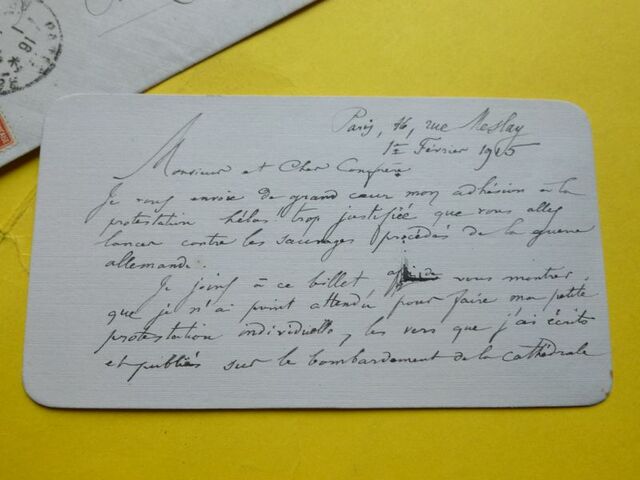 Paris, 16, rue Meslay
1er Février 1915
Monsieur et Cher Confrère
Je vous envoie de grand cœur mon adhésion à la
protestation hélas trop justifiée que vous allez
lancer contre les sauvages procédés de la guerre
allemande.
Je joins à ce billet afin de vous montrer
que je n'ai point attendu pour faire ma petite
protestation individuelle, les vers que j'ai écrits
et publiés sur le bombardement de la cathédrale